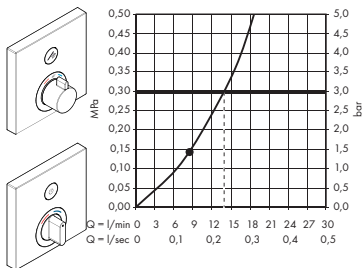 0,50 5,0
0,45 4,5
0,40 4,0
0,35 3,5
0,30 3,0
0,25 2,5
0,20 2,0
0,15 1,5
0,10 1,0
0,05 0,5
0,00 0,0
MPa
bar
Q = l/min 0 3 6 9 12 15 18 21 24 27 30
Q = l/sec 0 0,1 0,2 0,3 0,4 0,5